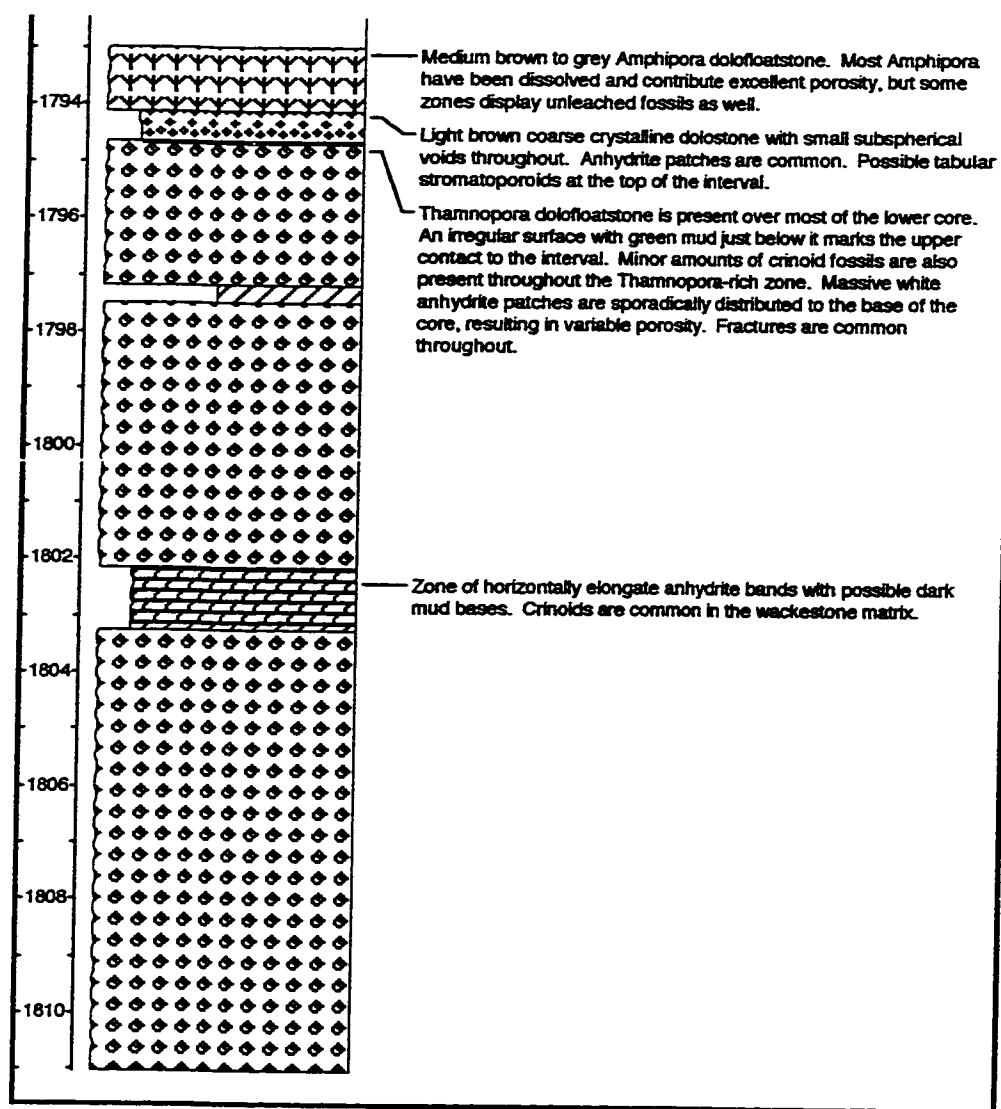 Medium brown to grey Amphipora dolofloatstone. Most Amphipora
have been dissolved and contribute excellent porosity, but some
zones display unleached fossils as well.
1794
Light brown coarse crystalline dolostone with small subspherical
voids throughout. Anhydrite patches are common. Possible tabular
stromatoporoids at the top of the interval.
1796
Thamnopora dolofloatstone is present over most of the lower core.
An irregular surface with green mud just below it marks the upper
contact to the interval. Minor amounts of crinoid fossils are also
present throughout the Thamnopora-rich zone. Massive white
anhydrite patches are sporadically distributed to the base of the
core, resulting in variable porosity. Fractures are common
throughout.
1798
1800
1802
Zone of horizontally elongate anhydrite bands with possible dark
mud bases. Crinoids are common in the wackestone matrix.
1804
1806
1808
1810